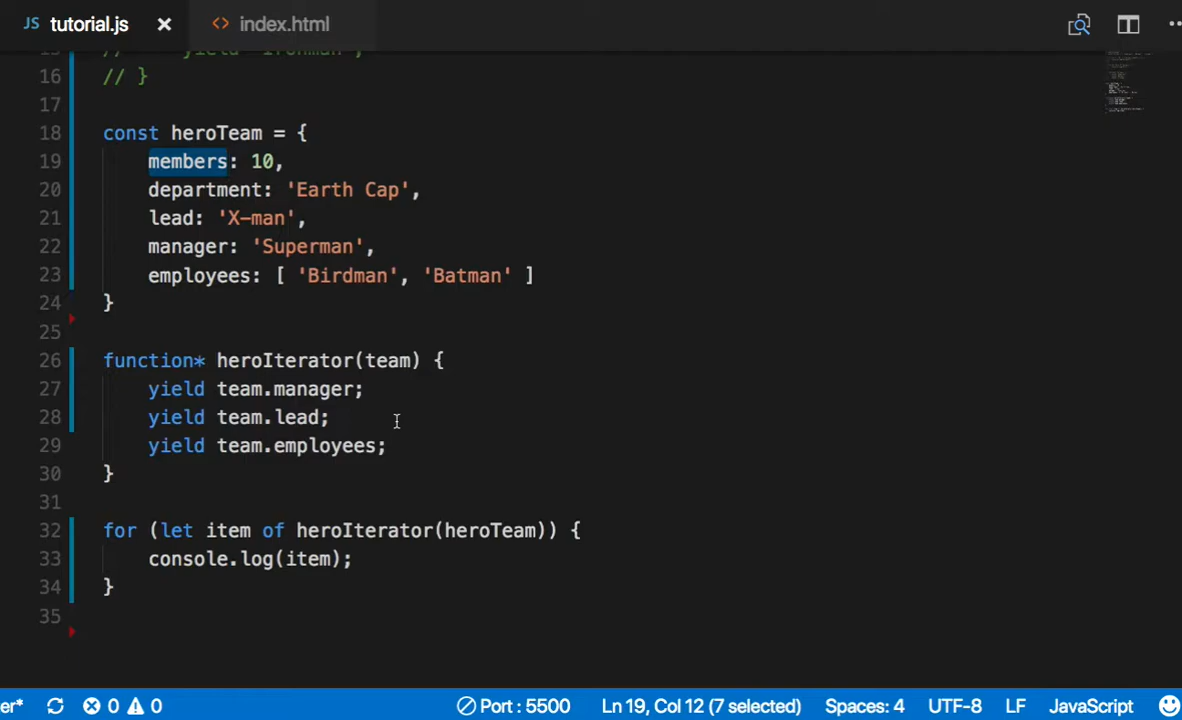 JS tutorial.js × <> index.html
15 // yield 'Ironman';
16 // }
17
18 const heroTeam = {
19 members: 10,
20 department: 'Earth Cap',
21 lead: 'X-man',
22 manager: 'Superman',
23 employees: [ 'Birdman', 'Batman' ]
24 }
25
26 function* heroIterator(team) {
27 yield team.manager;
28 yield team.lead;
29 yield team.employees;
30 }
31
32 for (let item of heroIterator(heroTeam)) {
33 console.log(item);
34 }
35
er* 0 0 Port : 5500 Ln 19, Col 12 (7 selected) Spaces: 4 UTF-8 LF JavaScript